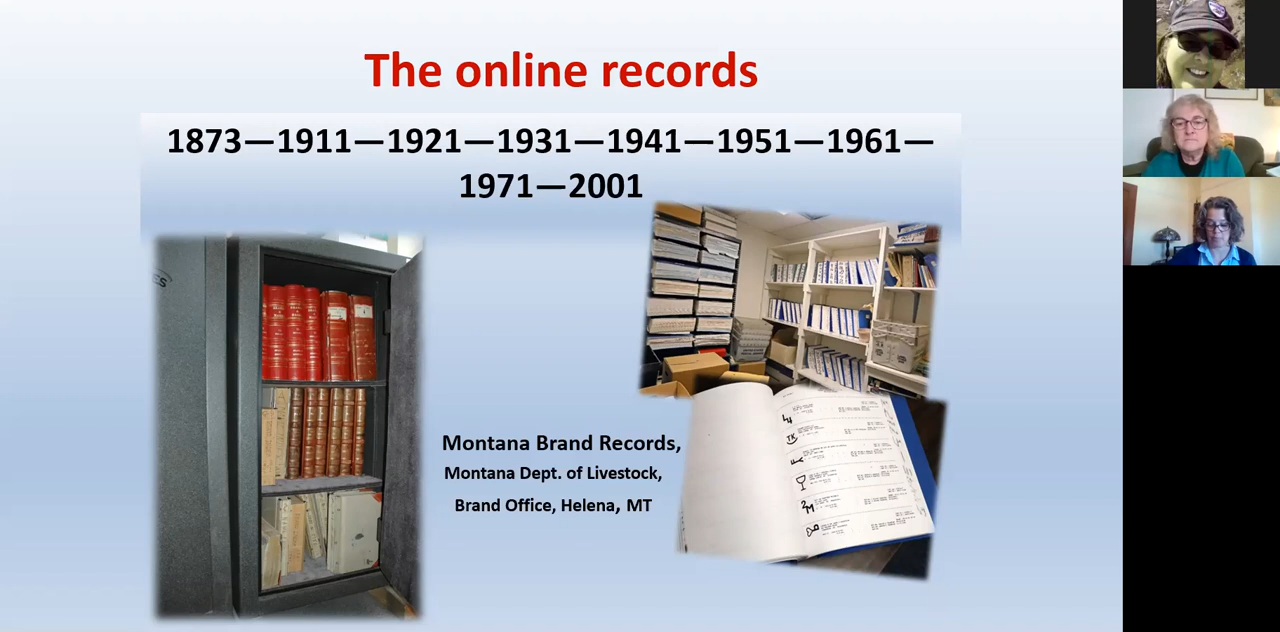 The online records
1873—1911—1921—1931—1941—1951—1961—
1971—2001
Montana Brand Records,
Montana Dept. of Livestock,
Brand Office, Helena, MT